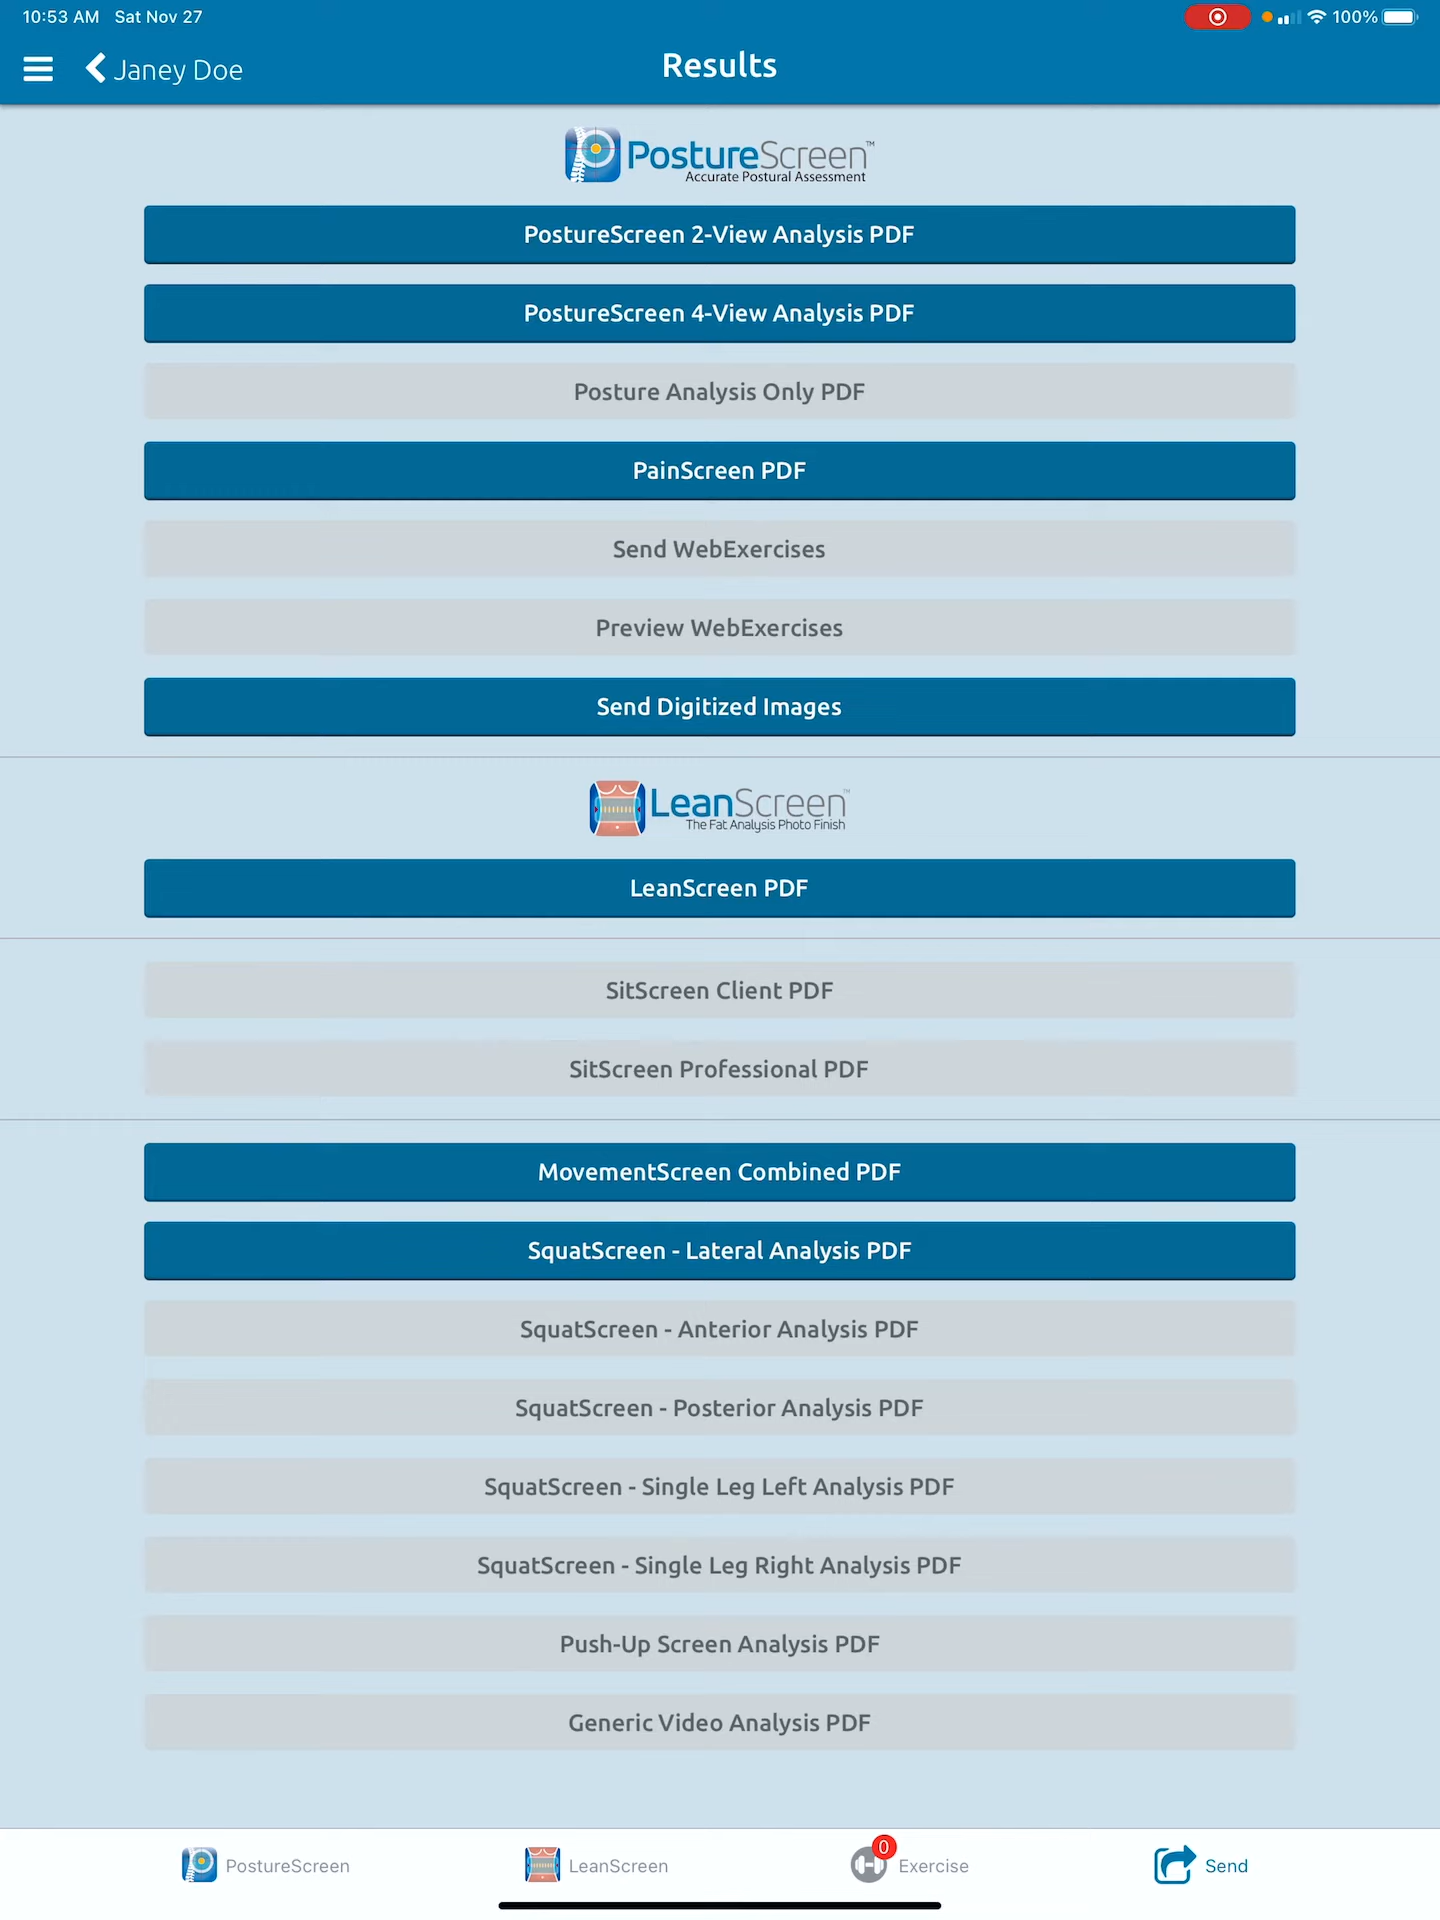 10:53 AM Sat Nov 27
100%
Janey Doe
Results
PostureScreen™
Accurate Postural Assessment
PostureScreen 2-View Analysis PDF
PostureScreen 4-View Analysis PDF
Posture Analysis Only PDF
PainScreen PDF
Send WebExercises
Preview WebExercises
Send Digitized Images
LeanScreen™
The Fat Analysis Photo Finish
LeanScreen PDF
SitScreen Client PDF
SitScreen Professional PDF
MovementScreen Combined PDF
SquatScreen - Lateral Analysis PDF
SquatScreen - Anterior Analysis PDF
SquatScreen - Posterior Analysis PDF
SquatScreen - Single Leg Left Analysis PDF
SquatScreen - Single Leg Right Analysis PDF
Push-Up Screen Analysis PDF
Generic Video Analysis PDF
PostureScreen
LeanScreen
0
Exercise
Send